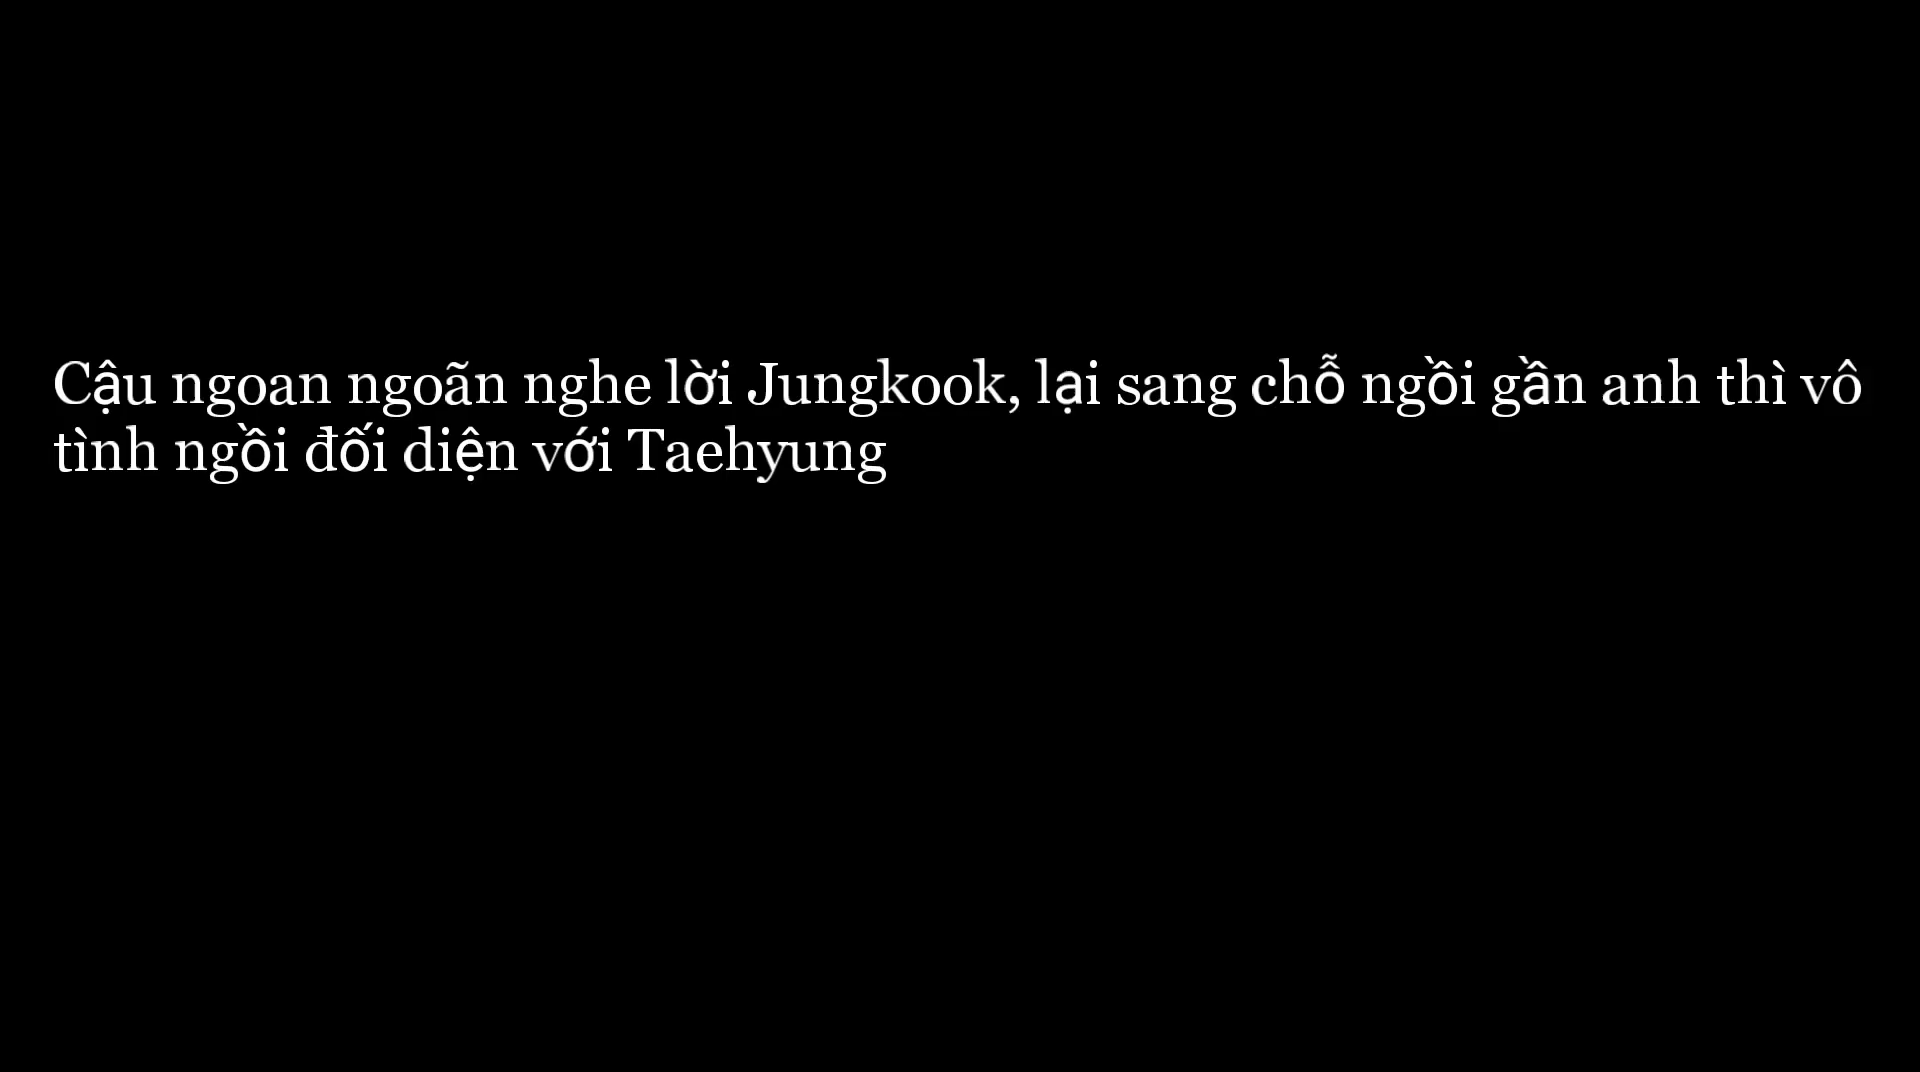 Cậu ngoan ngoãn nghe lời Jungkook, lại sang chỗ ngồi gần anh thì vô
tình ngồi đối diện với Taehyung